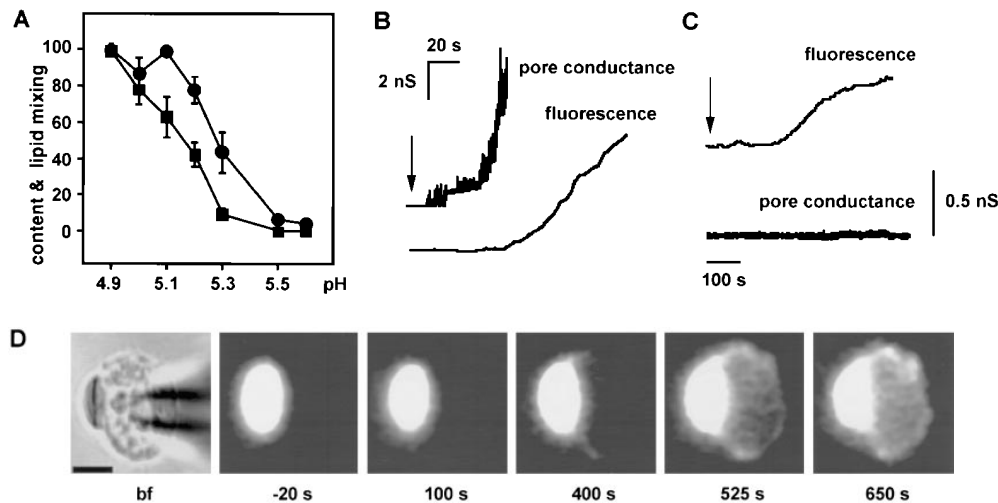 A
content & lipid mixing
100
80
60
40
20
0
4.9 5.1 5.3 5.5 pH
B
20 s
2 nS
pore conductance
fluorescence
C
fluorescence
pore conductance
0.5 nS
100 s
D
bf -20 s 100 s 400 s 525 s 650 s